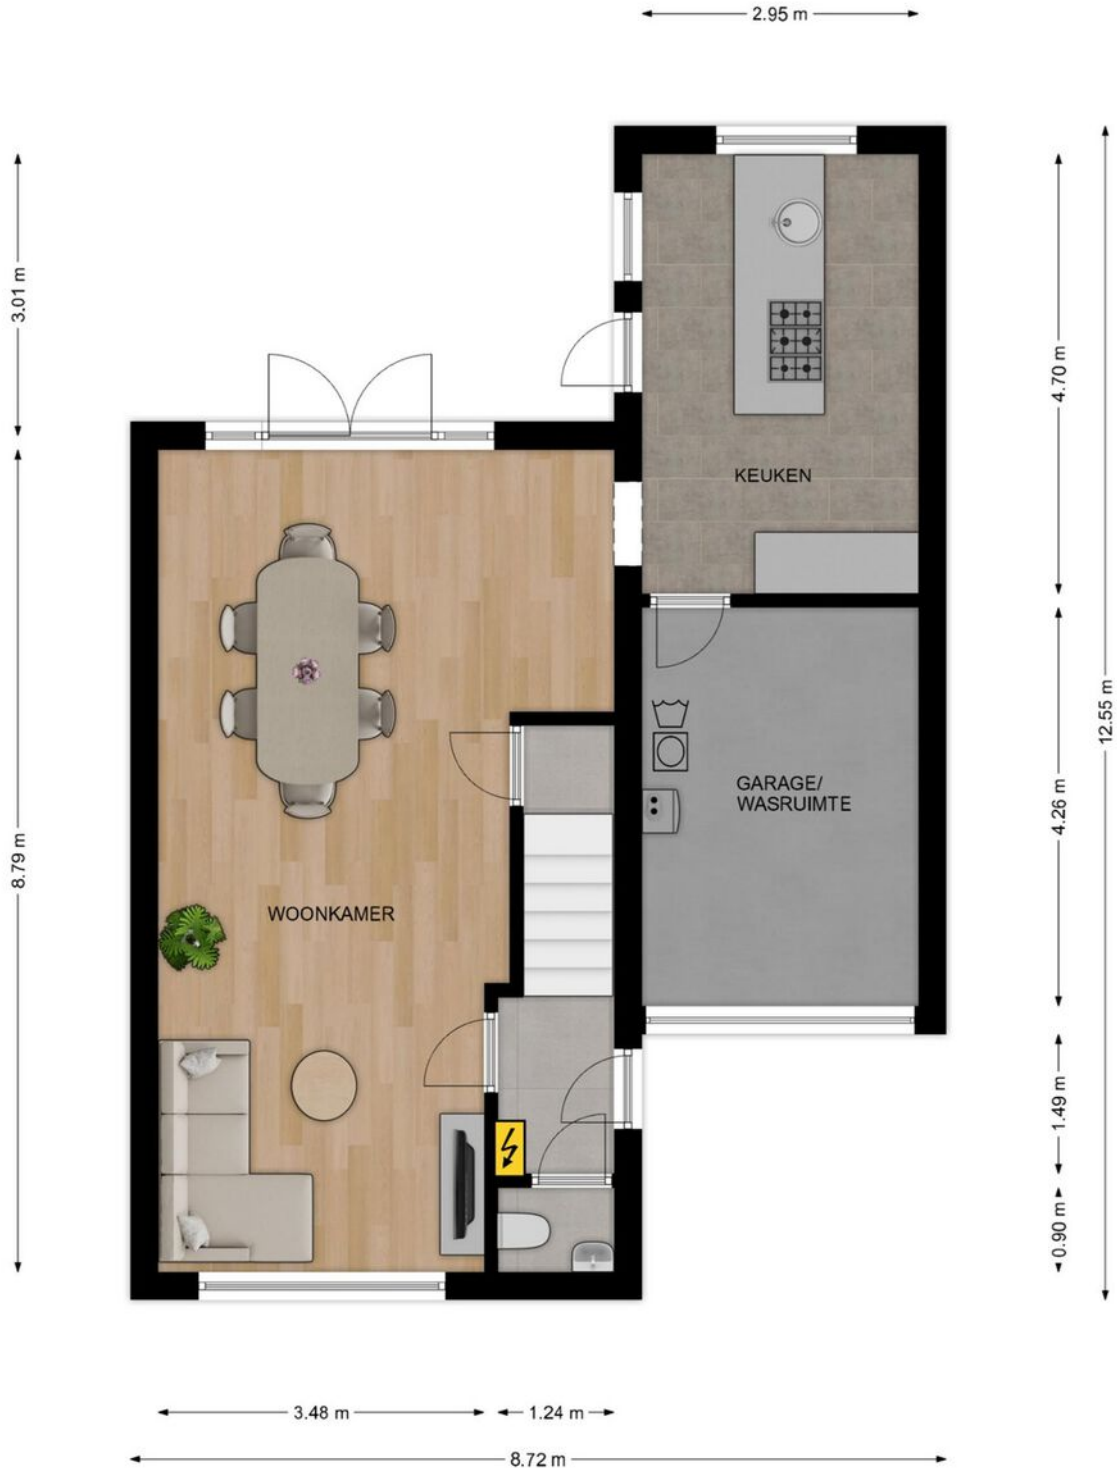 2.95 m
3.01 m
4.70 m
KEUKEN
12.55 m
GARAGE/
WASRUIMTE
4.26 m
8.79 m
WOONKAMER
1.49 m
0.90 m
3.48 m
1.24 m
8.72 m